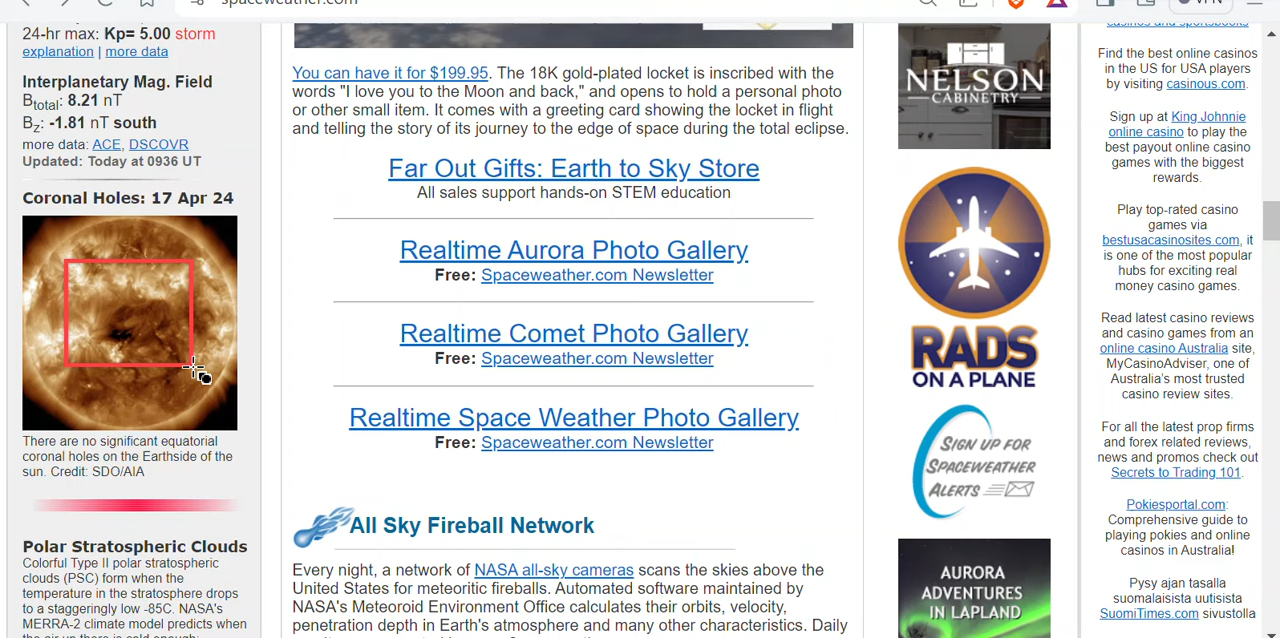 spaceweather.com
VPN
24-hr max: Kp= 5.00 storm
explanation | more data
Interplanetary Mag. Field
Btotal: 8.21 nT
Bz: -1.81 nT south
more data: ACE, DSCOVR
Updated: Today at 0936 UT
Coronal Holes: 17 Apr 24
There are no significant equatorial
coronal holes on the Earthside of the
sun. Credit: SDO/AIA
Polar Stratospheric Clouds
Colorful Type II polar stratospheric
clouds (PSC) form when the
temperature in the stratosphere drops
to a staggeringly low -85C. NASA's
MERRA-2 climate model predicts when
the air up there is cold enough:
You can have it for $199.95. The 18K gold-plated locket is inscribed with the
words "I love you to the Moon and back," and opens to hold a personal photo
or other small item. It comes with a greeting card showing the locket in flight
and telling the story of its journey to the edge of space during the total eclipse.
Far Out Gifts: Earth to Sky Store
All sales support hands-on STEM education
Realtime Aurora Photo Gallery
Free: Spaceweather.com Newsletter
Realtime Comet Photo Gallery
Free: Spaceweather.com Newsletter
Realtime Space Weather Photo Gallery
Free: Spaceweather.com Newsletter
All Sky Fireball Network
Every night, a network of NASA all-sky cameras scans the skies above the
United States for meteoritic fireballs. Automated software maintained by
NASA's Meteoroid Environment Office calculates their orbits, velocity,
penetration depth in Earth's atmosphere and many other characteristics. Daily
NELSON
CABINETRY
RADS
ON A PLANE
SIGN UP FOR
SPACEWEATHER
ALERTS
AURORA
ADVENTURES
IN LAPLAND
casinos and sportsbooks
Find the best online casinos
in the US for USA players
by visiting casinous.com.
Sign up at King Johnnie
online casino to play the
best payout online casino
games with the biggest
rewards.
Play top-rated casino
games via
bestusacasinosites.com, it
is one of the most popular
hubs for exciting real
money casino games.
Read latest casino reviews
and casino games from an
online casino Australia site,
MyCasinoAdviser, one of
Australia's most trusted
casino review sites.
For all the latest prop firms
and forex related reviews,
news and promos check out
Secrets to Trading 101.
Pokiesportal.com:
Comprehensive guide to
playing pokies and online
casinos in Australia!
Pysy ajan tasalla
suomalaisista uutisista
SuomiTimes.com sivustolla